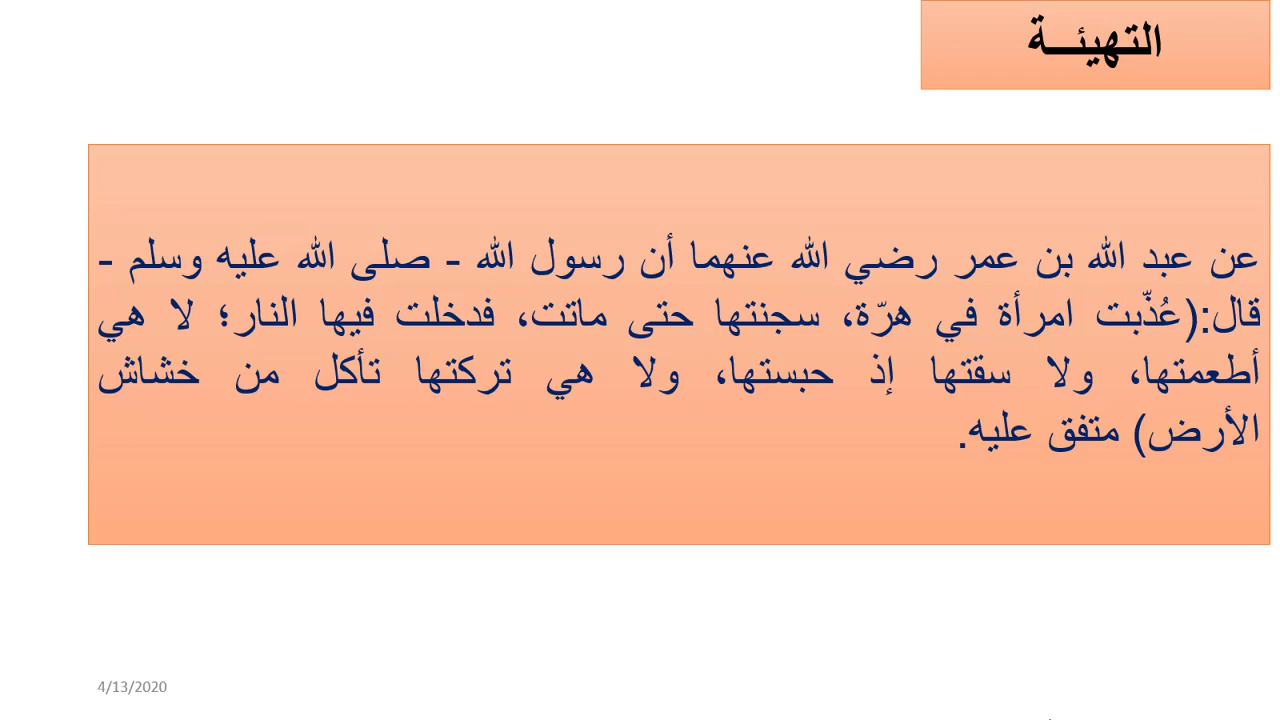 التهيئـــة
عن عبد الله بن عمر رضي الله عنهما أن رسول الله - صلى الله عليه وسلم -
قال:(عُذّبت امرأة في هرّة، سجنتها حتى ماتت، فدخلت فيها النار؛ لا هي
أطعمتها، ولا سقتها إذ حبستها، ولا هي تركتها تأكل من خشاش
الأرض) متفق عليه.
4/13/2020